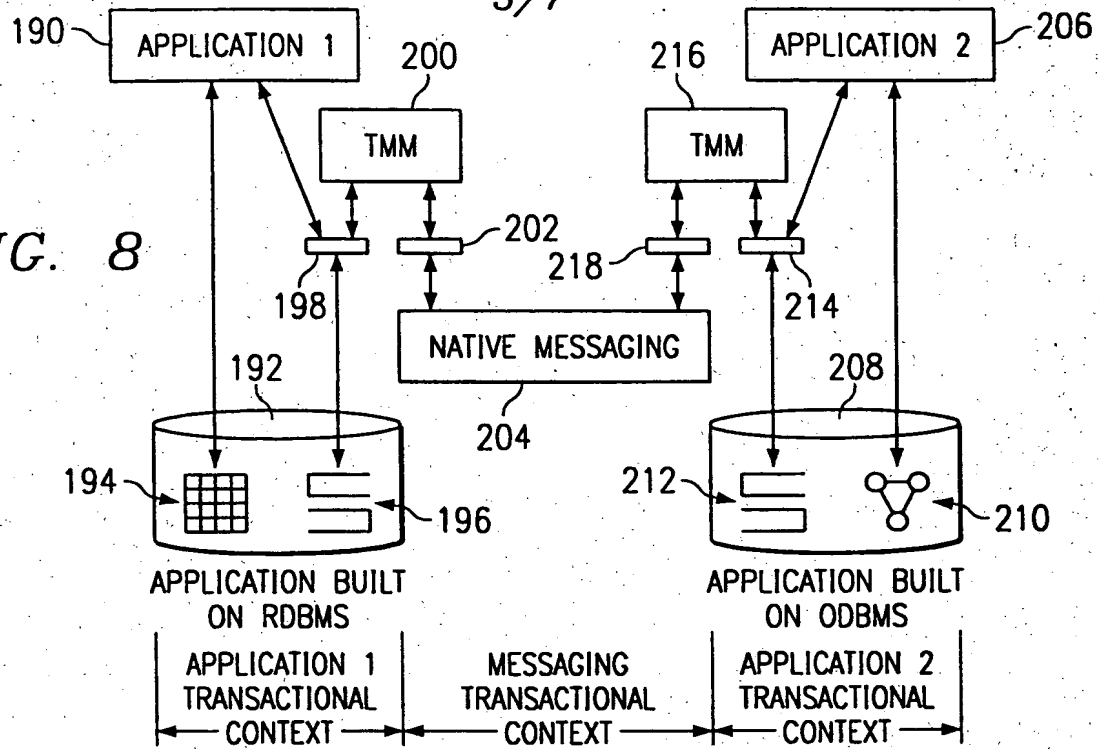 190
APPLICATION 1
200
TMM
216
TMM
APPLICATION 2
206
202
198
218
214
NATIVE MESSAGING
204
192
208
194
196
212
210
APPLICATION BUILT
ON RDBMS
APPLICATION BUILT
ON ODBMS
APPLICATION 1
TRANSACTIONAL
CONTEXT
MESSAGING
TRANSACTIONAL
CONTEXT
APPLICATION 2
TRANSACTIONAL
CONTEXT
IG. 8